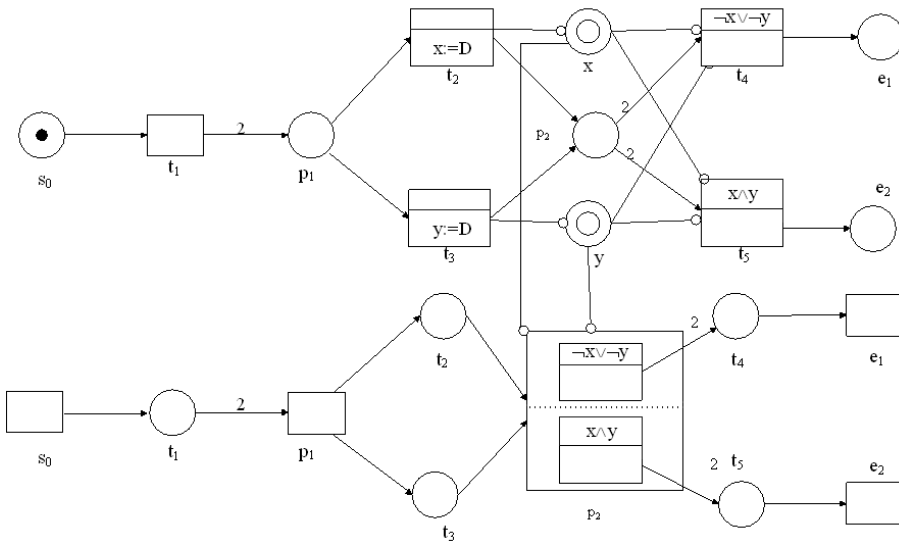 ¬x∨¬y
x:=D
t₂
x
t₄
e₁
2
2
p₂
2
s₀
t₁
p₁
x∧y
e₂
y:=D
t₃
y
t₅
¬x∨¬y
2
t₂
t₄
e₁
2
x∧y
s₀
t₁
p₁
2
t₅
e₂
t₃
p₂